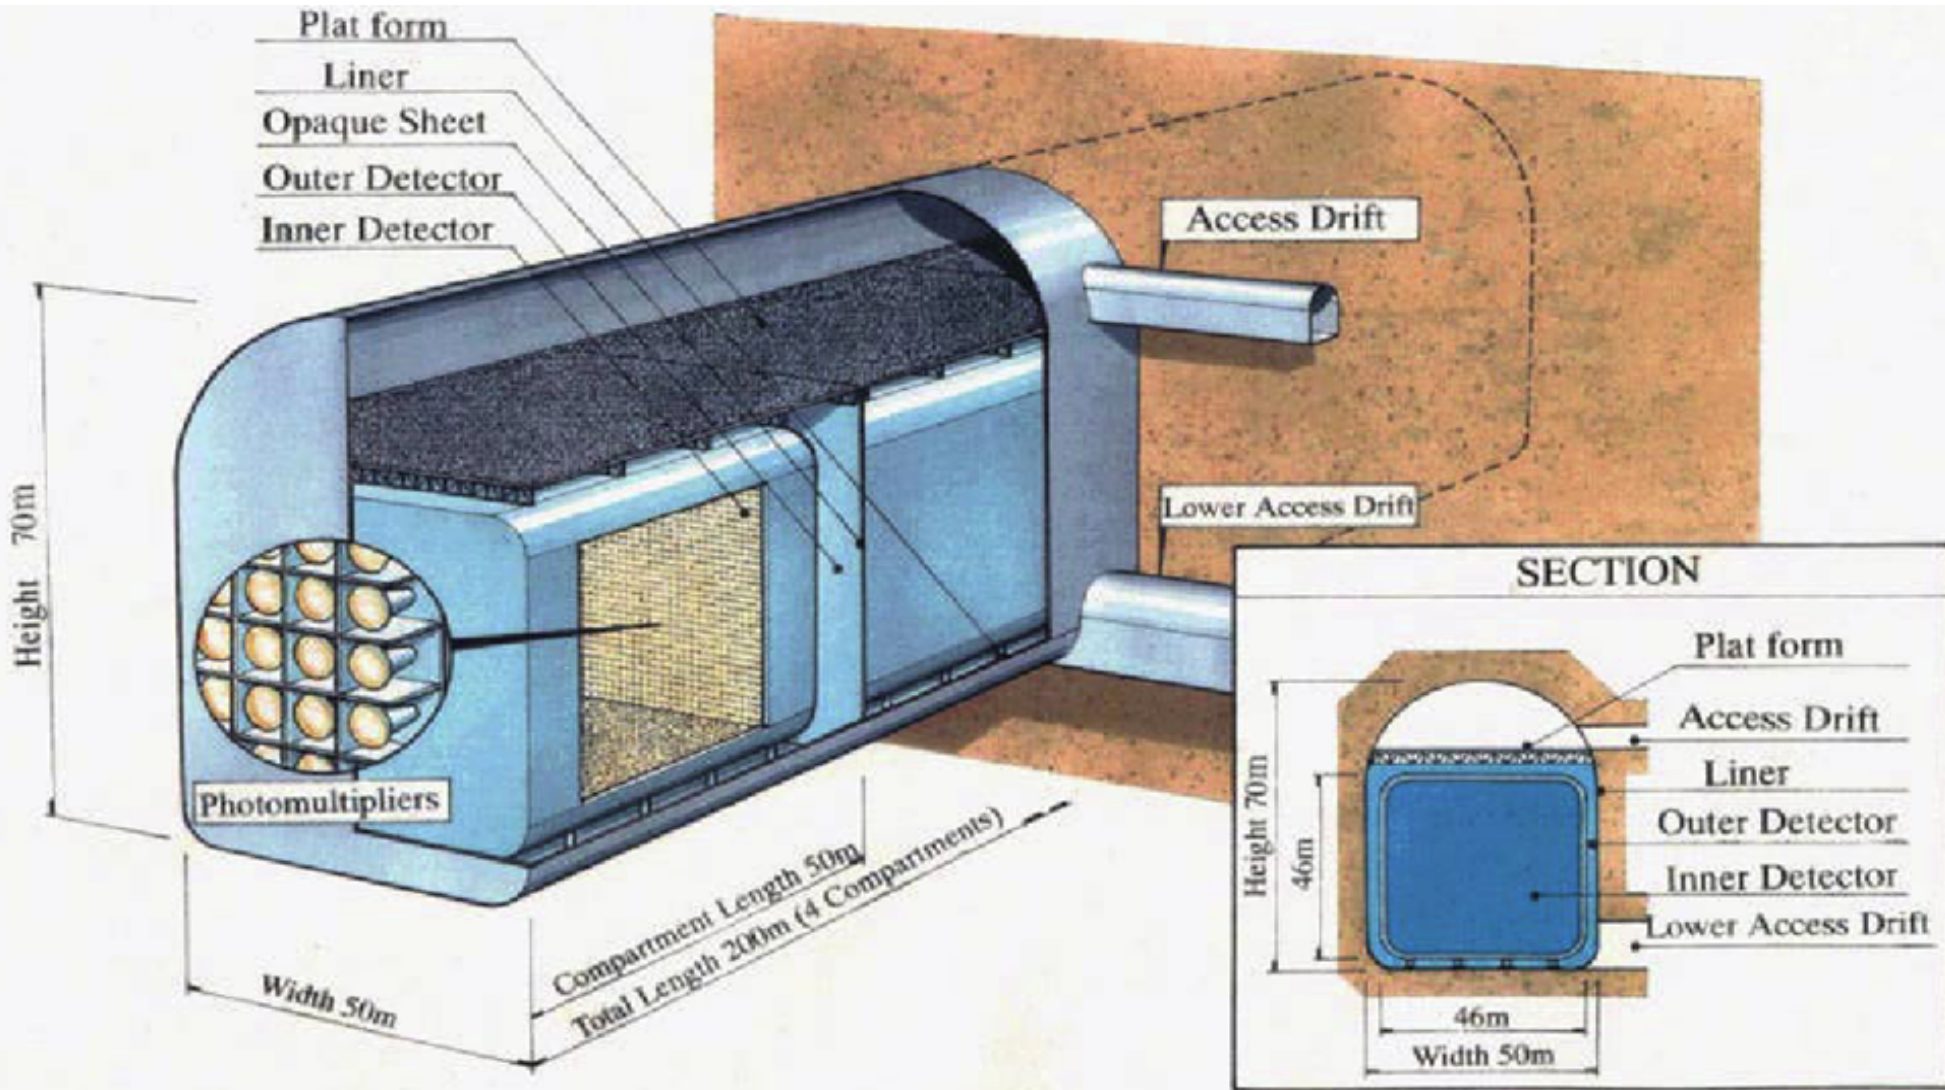 Plat form
Liner
Opaque Sheet
Outer Detector
Inner Detector
Access Drift
Lower Access Drift
Height 70m
Photomultipliers
Compartment Length 50m
Total Length 200m (4 Compartments)
Width 50m
SECTION
Plat form
Access Drift
Liner
Outer Detector
Inner Detector
Lower Access Drift
Height 70m
46m
46m
Width 50m